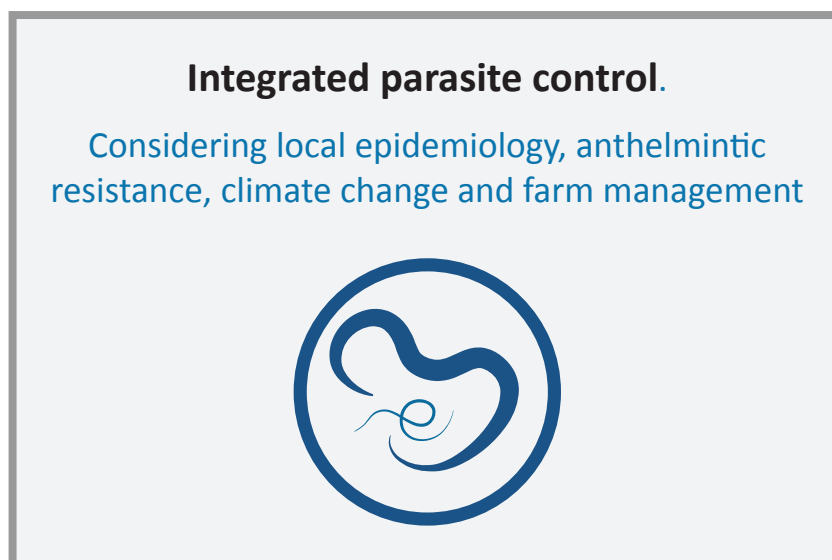 Integrated parasite control.
Considering local epidemiology, anthelmintic
resistance, climate change and farm management